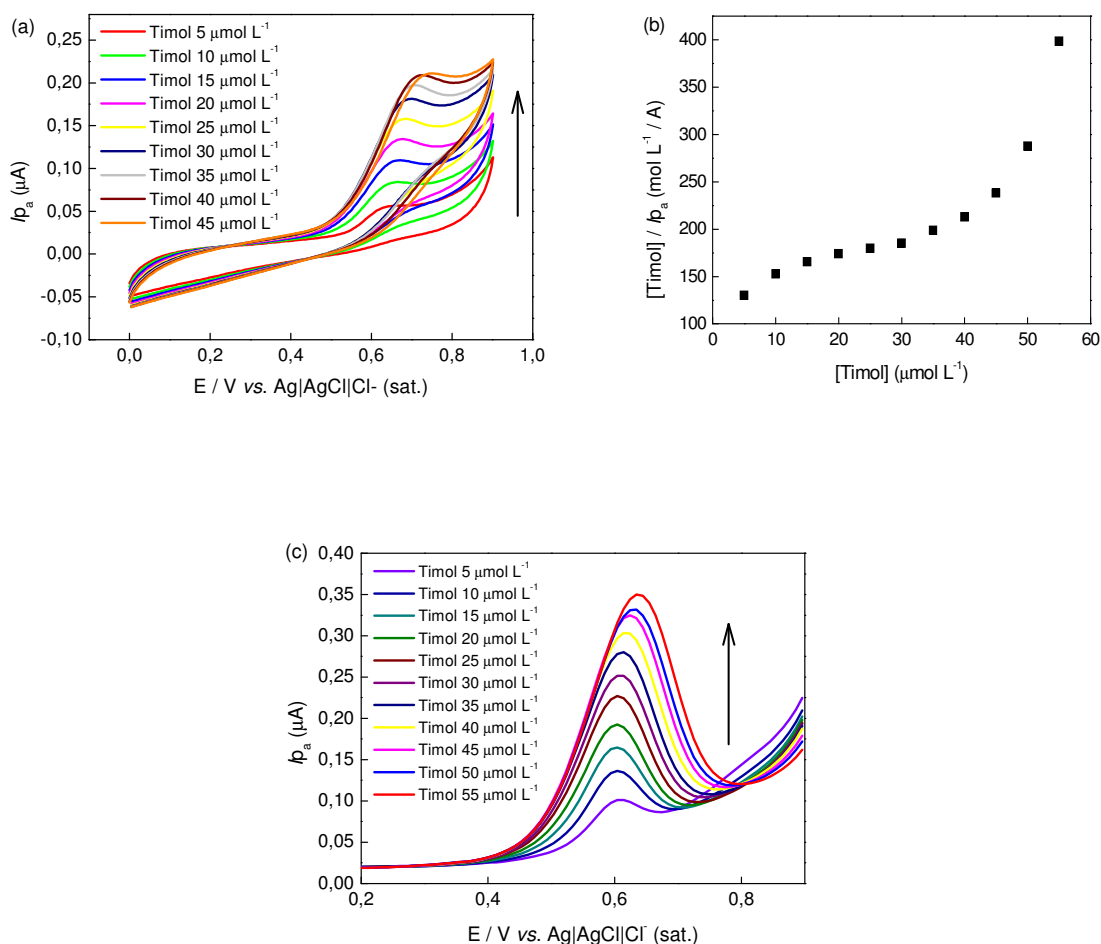 (a)
0,25
0,20
0,15
0,10
0,05
0,00
-0,05
-0,10
Ip_a (μA)
Timol 5 μmol L⁻¹
Timol 10 μmol L⁻¹
Timol 15 μmol L⁻¹
Timol 20 μmol L⁻¹
Timol 25 μmol L⁻¹
Timol 30 μmol L⁻¹
Timol 35 μmol L⁻¹
Timol 40 μmol L⁻¹
Timol 45 μmol L⁻¹
0,0 0,2 0,4 0,6 0,8 1,0
E / V vs. Ag|AgCl|Cl- (sat.)
(b)
400
350
300
250
200
150
100
[Timol] / Ip_a (mol L⁻¹ / A)
0 10 20 30 40 50 60
[Timol] (μmol L⁻¹)
(c)
0,40
0,35
0,30
0,25
0,20
0,15
0,10
0,05
0,00
Ip_a (μA)
Timol 5 μmol L⁻¹
Timol 10 μmol L⁻¹
Timol 15 μmol L⁻¹
Timol 20 μmol L⁻¹
Timol 25 μmol L⁻¹
Timol 30 μmol L⁻¹
Timol 35 μmol L⁻¹
Timol 40 μmol L⁻¹
Timol 45 μmol L⁻¹
Timol 50 μmol L⁻¹
Timol 55 μmol L⁻¹
0,2 0,4 0,6 0,8
E / V vs. Ag|AgCl|Cl⁻ (sat.)